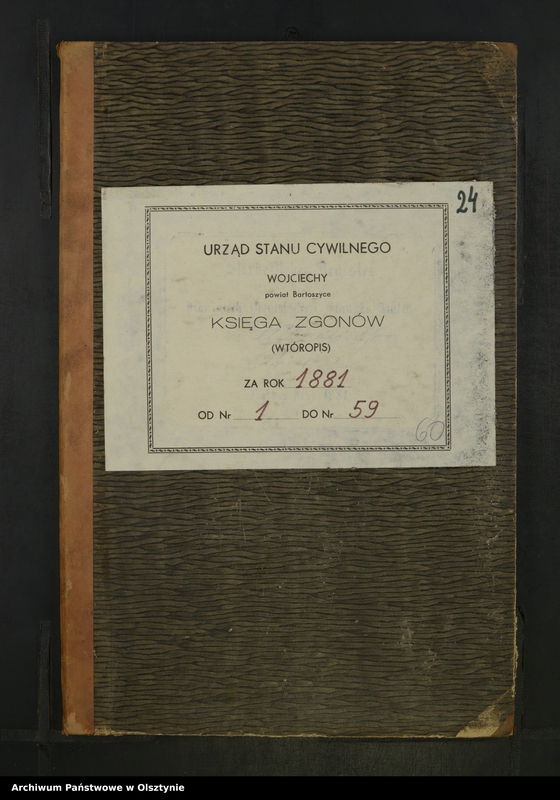 24
URZĄD STANU CYWILNEGO
WOJCIECHY
powiat Bartoszyce
KSIĘGA ZGONÓW
(WTÓROPIS)
ZA ROK 1881
OD Nr 1 DO Nr 59
60
Archiwum Państwowe w Olsztynie